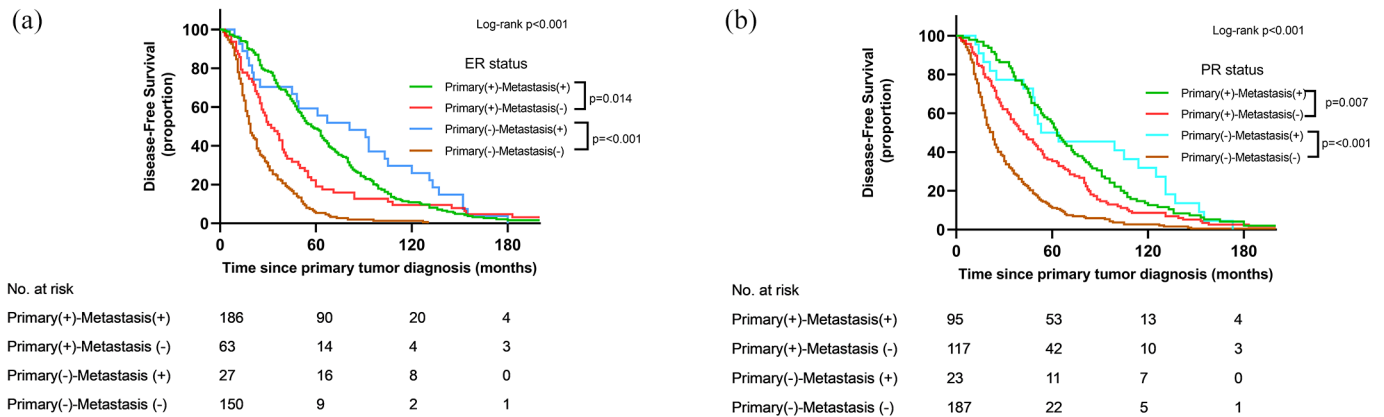 (a)
Log-rank p<0.001
ER status
Primary(+)-Metastasis(+)
Primary(+)-Metastasis(-)
Primary(-)-Metastasis(+)
Primary(-)-Metastasis(-)
p=0.014
p=<0.001
Disease-Free Survival
(proportion)
100
80
60
40
20
0
0 60 120 180
Time since primary tumor diagnosis (months)
No. at risk
Primary(+)-Metastasis(+) 186 90 20 4
Primary(+)-Metastasis (-) 63 14 4 3
Primary(-)-Metastasis (+) 27 16 8 0
Primary(-)-Metastasis (-) 150 9 2 1
(b)
Log-rank p<0.001
PR status
Primary(+)-Metastasis(+)
Primary(+)-Metastasis(-)
Primary(-)-Metastasis(+)
Primary(-)-Metastasis(-)
p=0.007
p=<0.001
Disease-Free Survival
(proportion)
100
80
60
40
20
0
0 60 120 180
Time since primary tumor diagnosis (months)
No. at risk
Primary(+)-Metastasis(+) 95 53 13 4
Primary(+)-Metastasis (-) 117 42 10 3
Primary(-)-Metastasis (+) 23 11 7 0
Primary(-)-Metastasis (-) 187 22 5 1